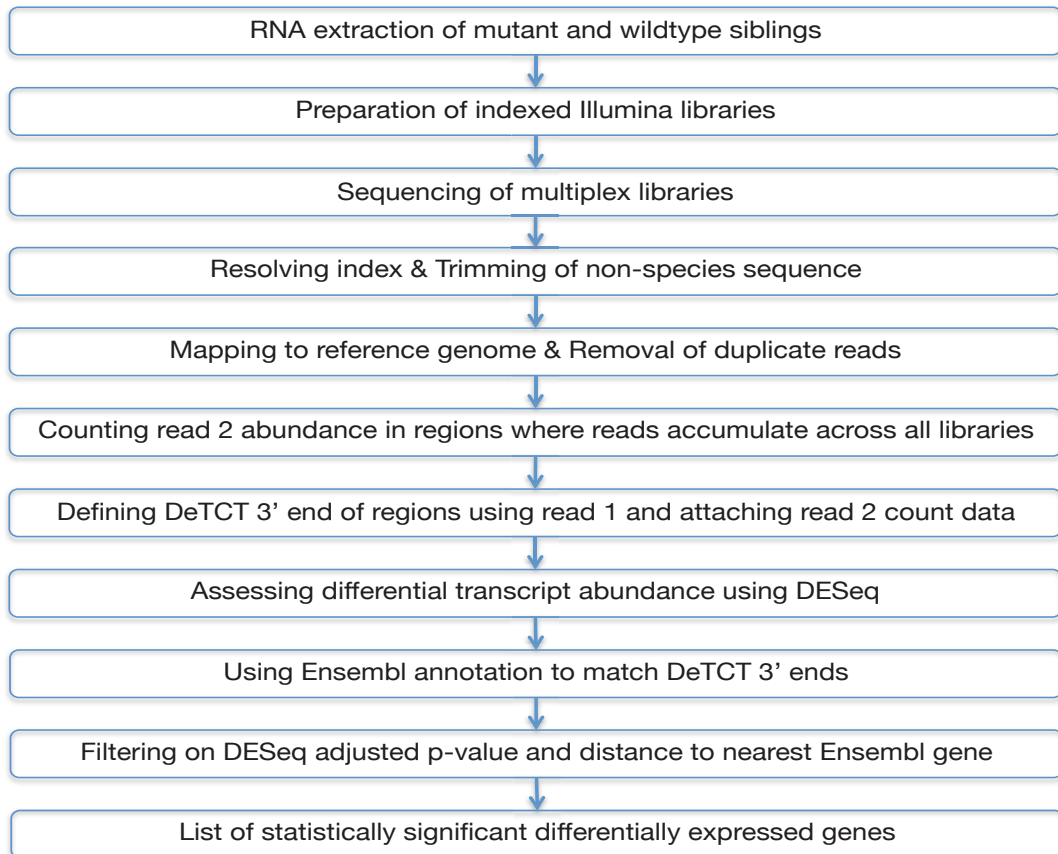 RNA extraction of mutant and wildtype siblings
Preparation of indexed Illumina libraries
Sequencing of multiplex libraries
Resolving index & Trimming of non-species sequence
Mapping to reference genome & Removal of duplicate reads
Counting read 2 abundance in regions where reads accumulate across all libraries
Defining DeTCT 3’ end of regions using read 1 and attaching read 2 count data
Assessing differential transcript abundance using DESeq
Using Ensembl annotation to match DeTCT 3’ ends
Filtering on DESeq adjusted p-value and distance to nearest Ensembl gene
List of statistically significant differentially expressed genes